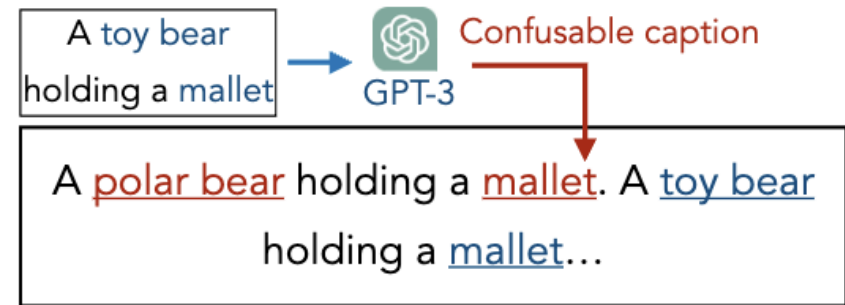 A toy bear
holding a mallet
GPT-3
Confusable caption
A polar bear holding a mallet. A toy bear
holding a mallet...